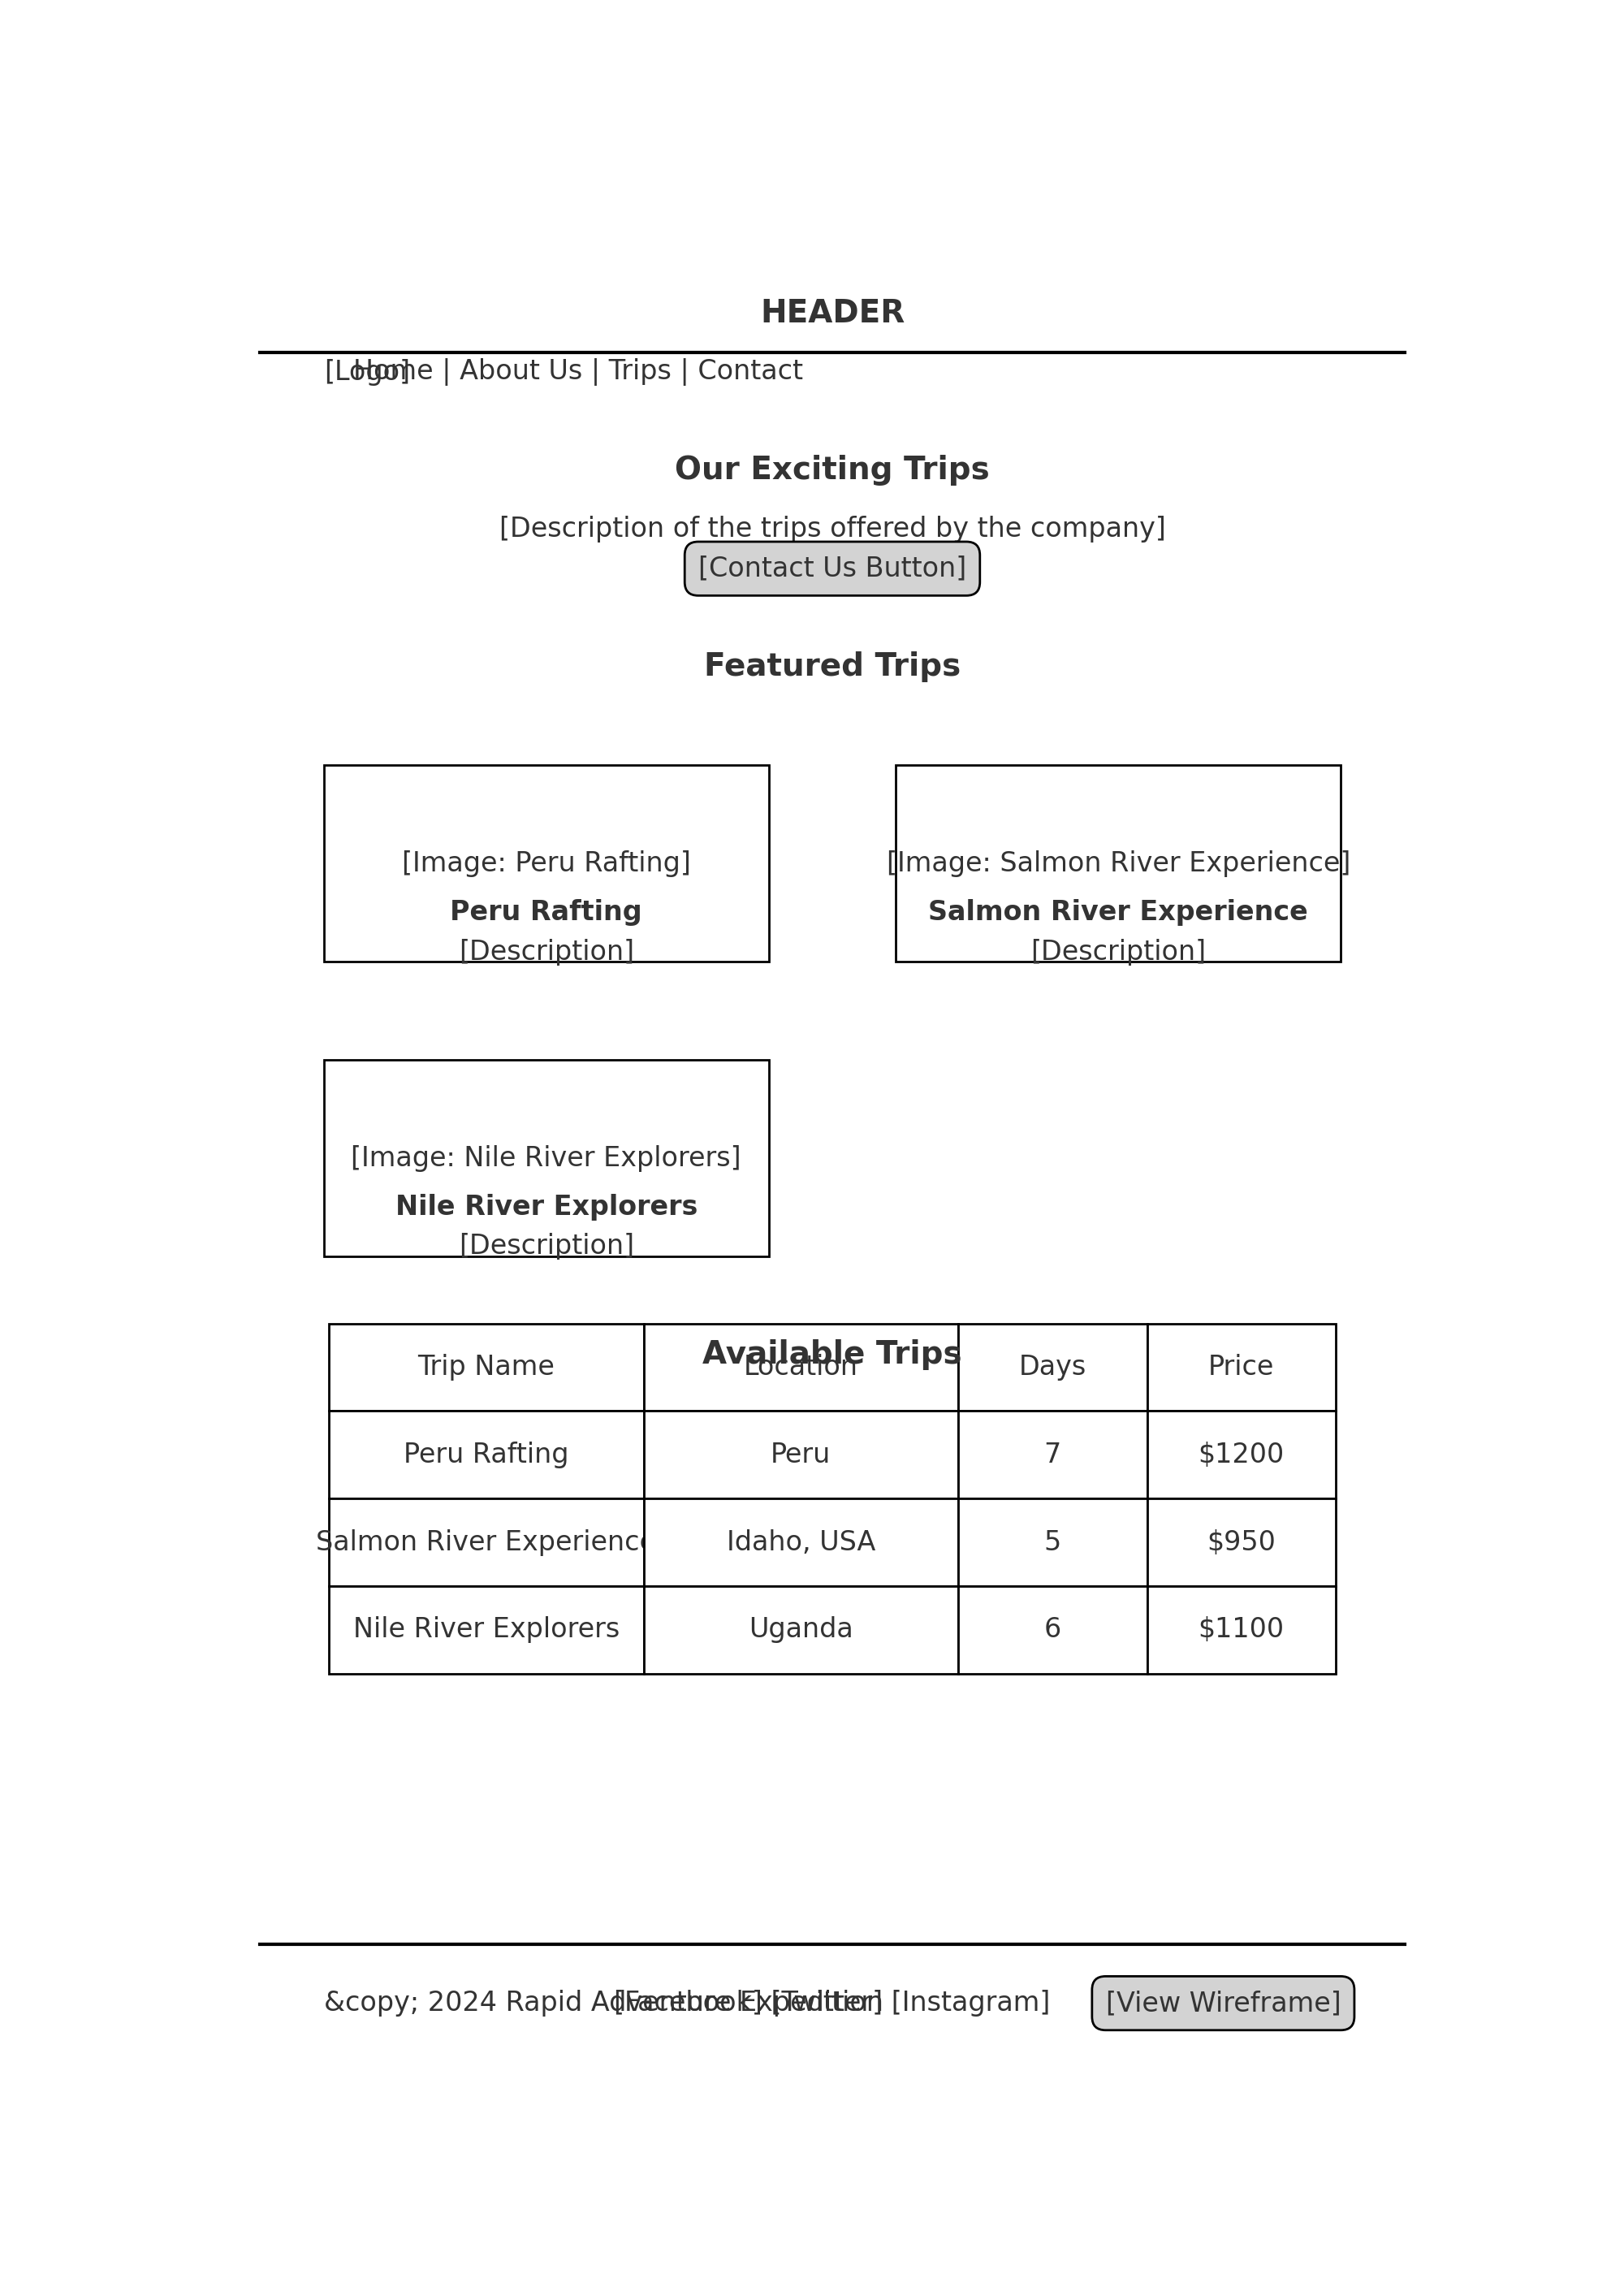 HEADER
[Logo] Home | About Us | Trips | Contact
Our Exciting Trips
[Description of the trips offered by the company]
[Contact Us Button]
Featured Trips
[Image: Peru Rafting] [Image: Salmon River Experience]
Peru Rafting Salmon River Experience
[Description] [Description]
[Image: Nile River Explorers]
Nile River Explorers
[Description]
Available Trips
Trip Name Location Days Price
Peru Rafting Peru 7 $1200
Salmon River Experience Idaho, USA 5 $950
Nile River Explorers Uganda 6 $1100
&copy; 2024 Rapid Adventure Expedition [Facebook] [Twitter] [Instagram] [View Wireframe]